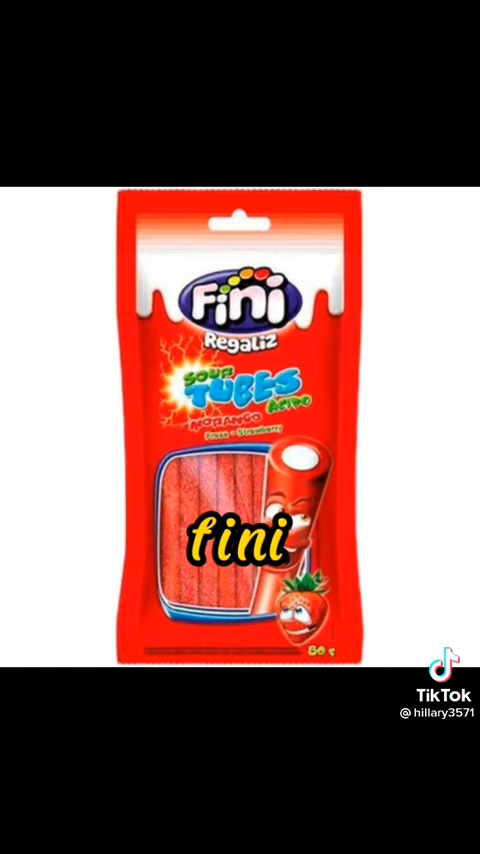 Fini
Regaliz
SOUR
TUBES
ÁCIDO
MORANGO
Fresa - Strawberry
fini
80 g
TikTok
@hillary3571